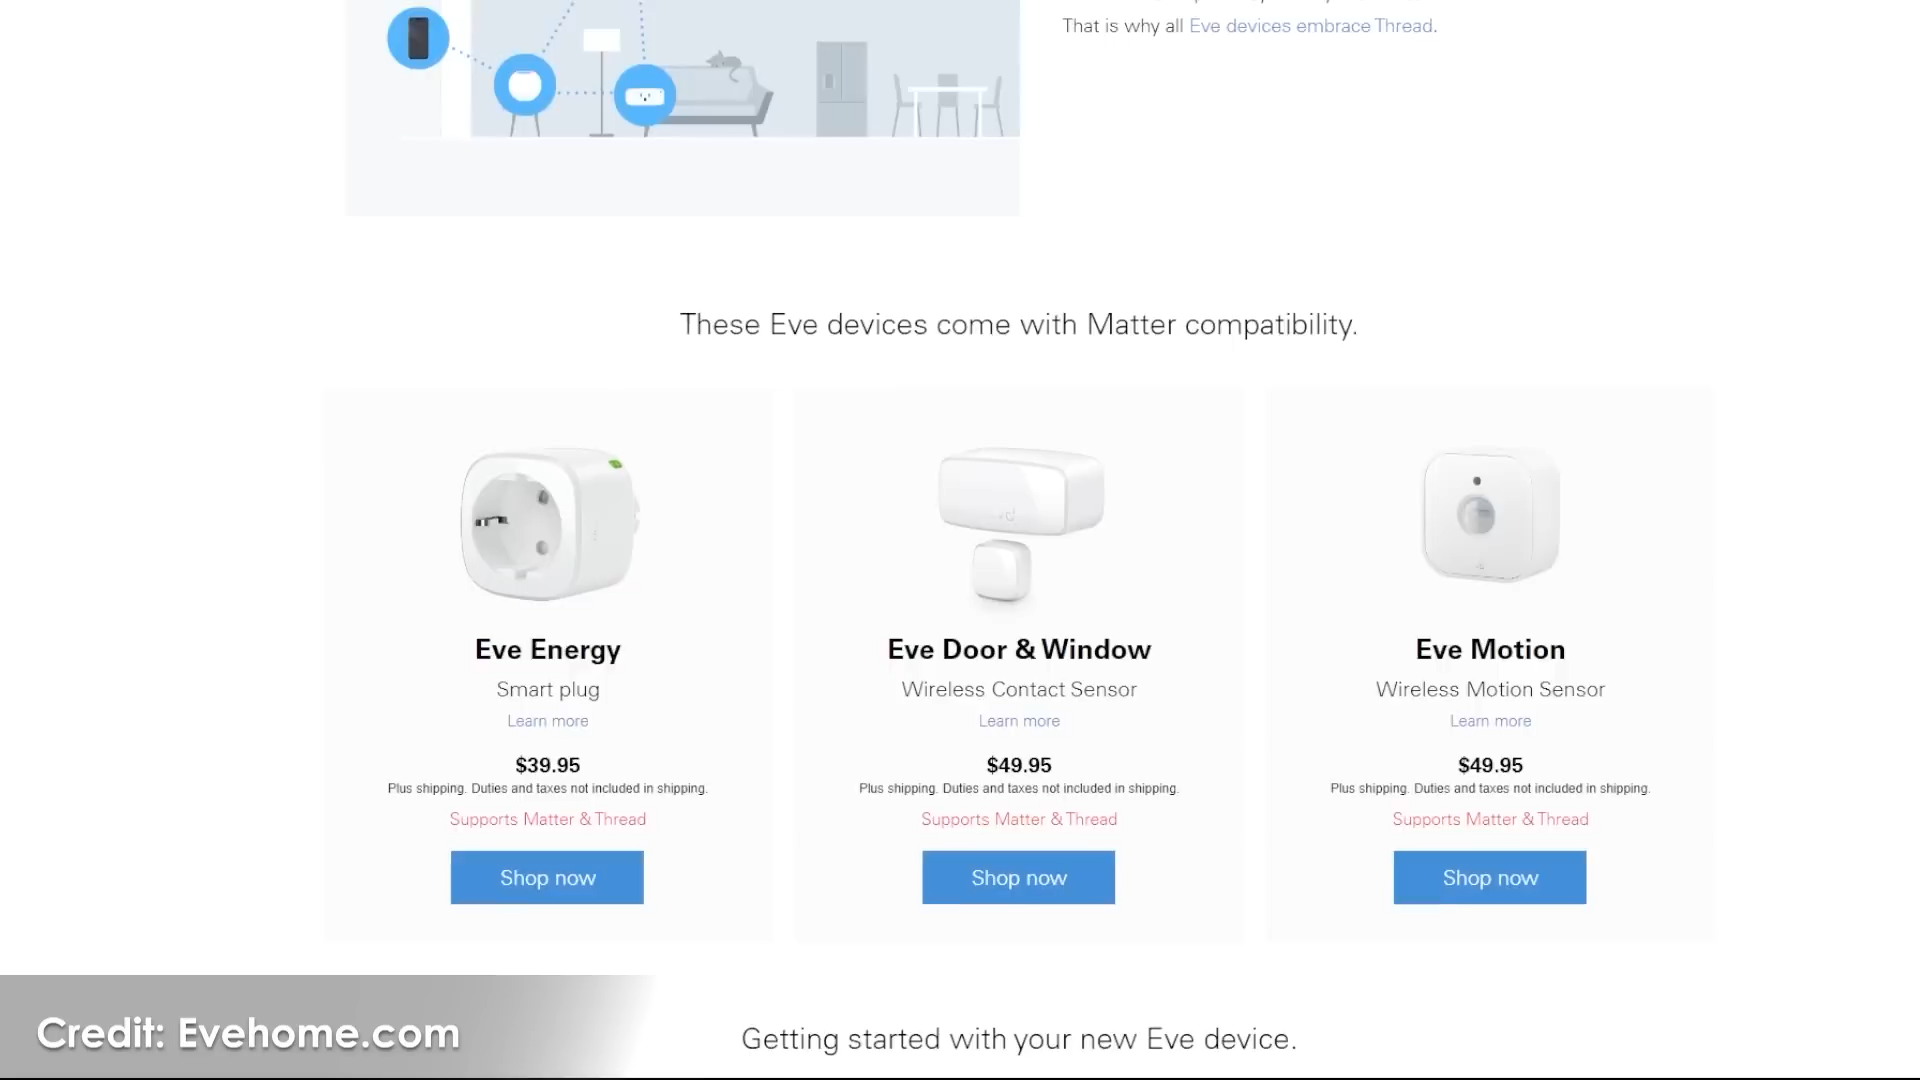 That is why all Eve devices embrace Thread.
These Eve devices come with Matter compatibility.
Eve Energy
Smart plug
Learn more
$39.95
Plus shipping. Duties and taxes not included in shipping.
Supports Matter & Thread
Shop now
Eve Door & Window
Wireless Contact Sensor
Learn more
$49.95
Plus shipping. Duties and taxes not included in shipping.
Supports Matter & Thread
Shop now
Eve Motion
Wireless Motion Sensor
Learn more
$49.95
Plus shipping. Duties and taxes not included in shipping.
Supports Matter & Thread
Shop now
Credit: Evehome.com
Getting started with your new Eve device.